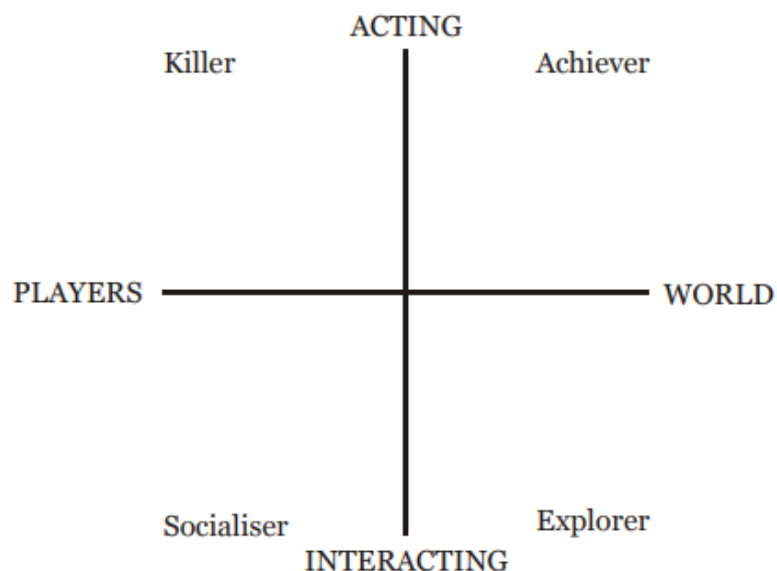 ACTING
Killer
Achiever
PLAYERS
WORLD
Socialiser
Explorer
INTERACTING